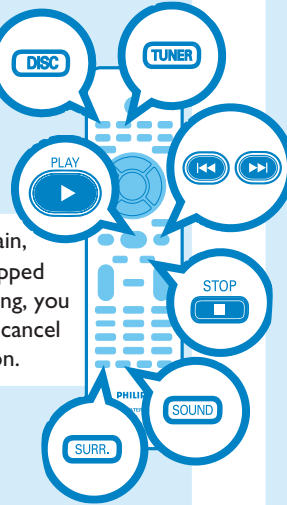 DISC
TUNER
PLAY
ain,
pped
ng, you
cancel
on.
STOP
PHILIP
SURR.
SOUND